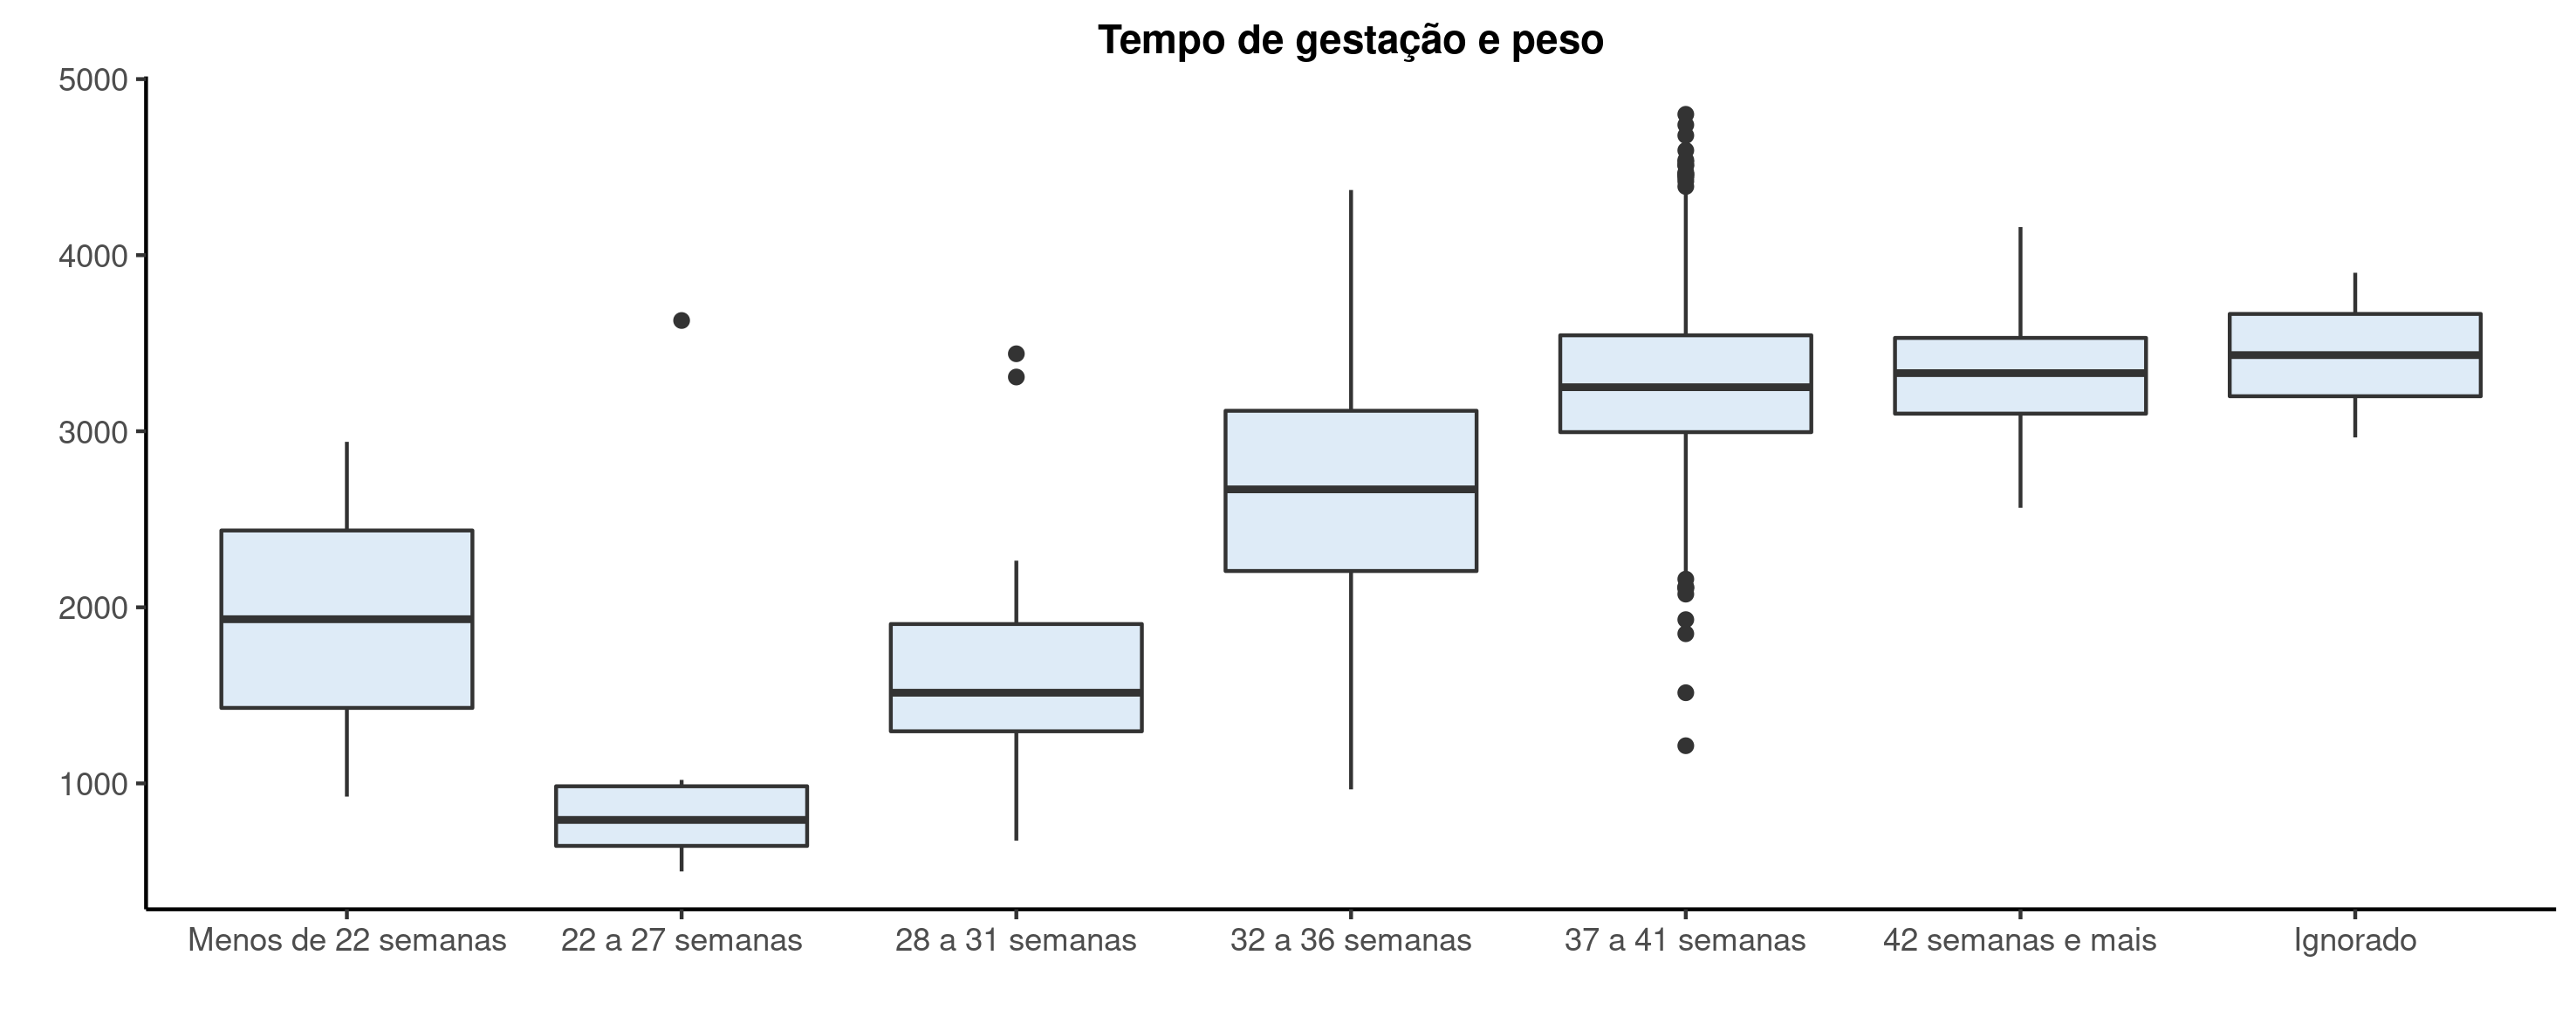 Tempo de gestação e peso
5000
4000
3000
2000
1000
Menos de 22 semanas
22 a 27 semanas
28 a 31 semanas
32 a 36 semanas
37 a 41 semanas
42 semanas e mais
Ignorado